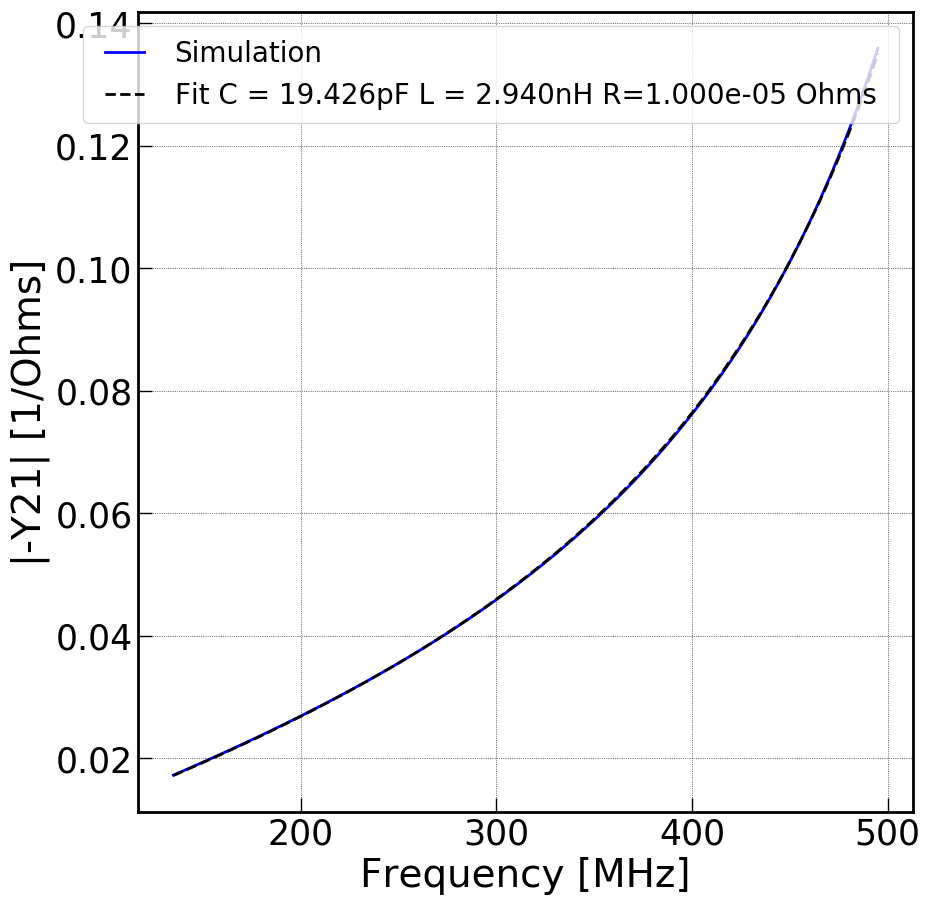 0.14
Simulation
Fit C = 19.426pF L = 2.940nH R=1.000e-05 Ohms
0.12
0.10
0.08
0.06
0.04
0.02
|-Y21| [1/Ohms]
200 300 400 500
Frequency [MHz]